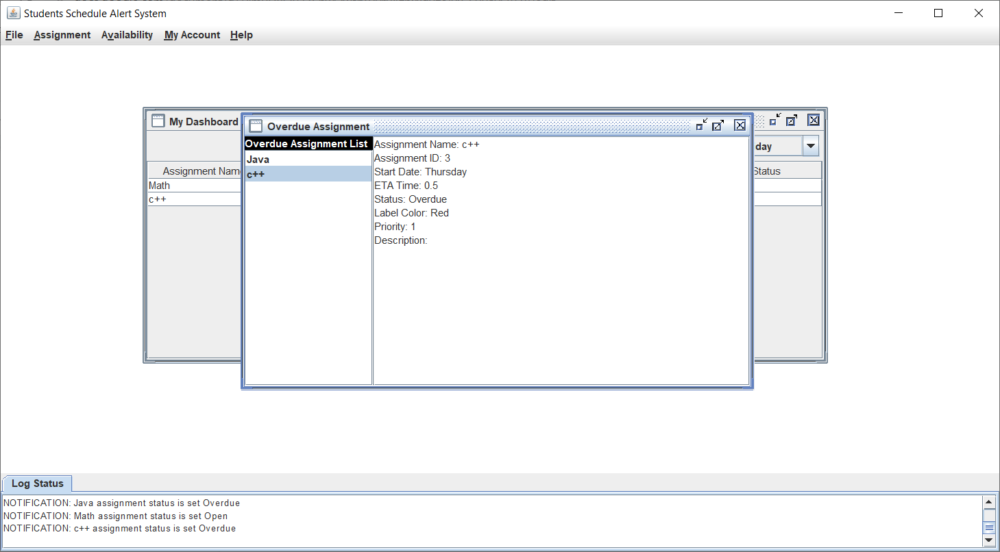 Students Schedule Alert System
File Assignment Availability My Account Help
My Dashboard
Overdue Assignment
day
Assignment Status
Overdue Assignment List
Java
c++
Assignment Name: c++
Assignment ID: 3
Start Date: Thursday
ETA Time: 0.5
Status: Overdue
Label Color: Red
Priority: 1
Description:
Math
c++
Log Status
NOTIFICATION: Java assignment status is set Overdue
NOTIFICATION: Math assignment status is set Open
NOTIFICATION: c++ assignment status is set Overdue